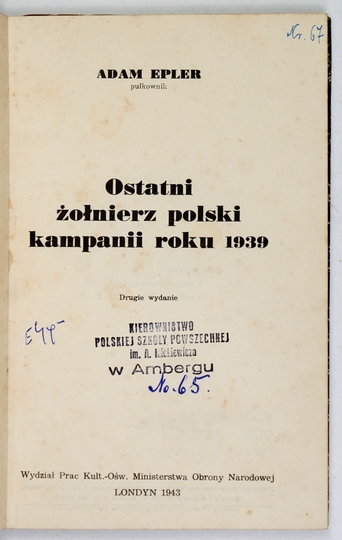 Nr. 67
ADAM EPLER
pułkownik
Ostatni
żołnierz polski
kampanii roku 1939
Drugie wydanie
KIEROWNISTWO
POLSKIEJ SZKOŁY POWSZECHNEJ
im. A. Mickiewicza
w Ambergu
No. 65.
Wydział Prac Kult.-Ośw. Ministerstwa Obrony Narodowej
LONDYN 1943